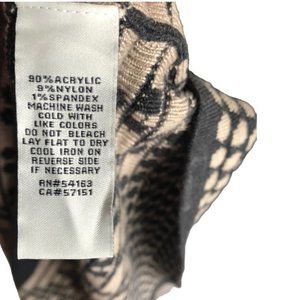 90% ACRYLIC
9% NYLON
1% SPANDEX
MACHINE WASH
COLD WITH
LIKE COLORS
DO NOT BLEACH
LAY FLAT TO DRY
COOL IRON ON
REVERSE SIDE
IF NECESSARY
RN#54163
CA#57151